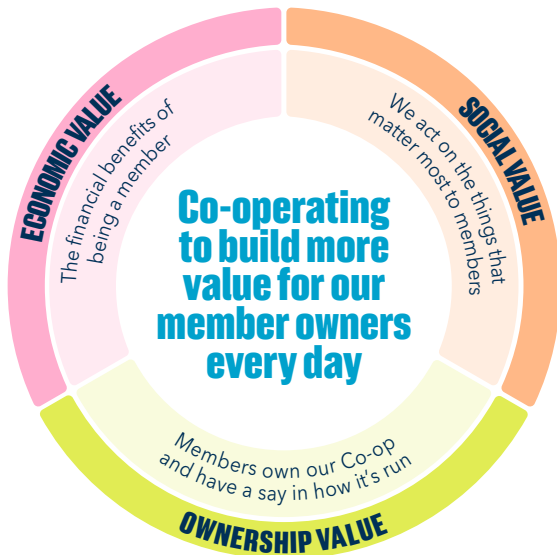 ECONOMIC VALUE
The financial benefits of
being a member
SOCIAL VALUE
We act on the things that
matter most to members
Co-operating
to build more
value for our
member owners
every day
Members own our Co-op
and have a say in how it's run
OWNERSHIP VALUE